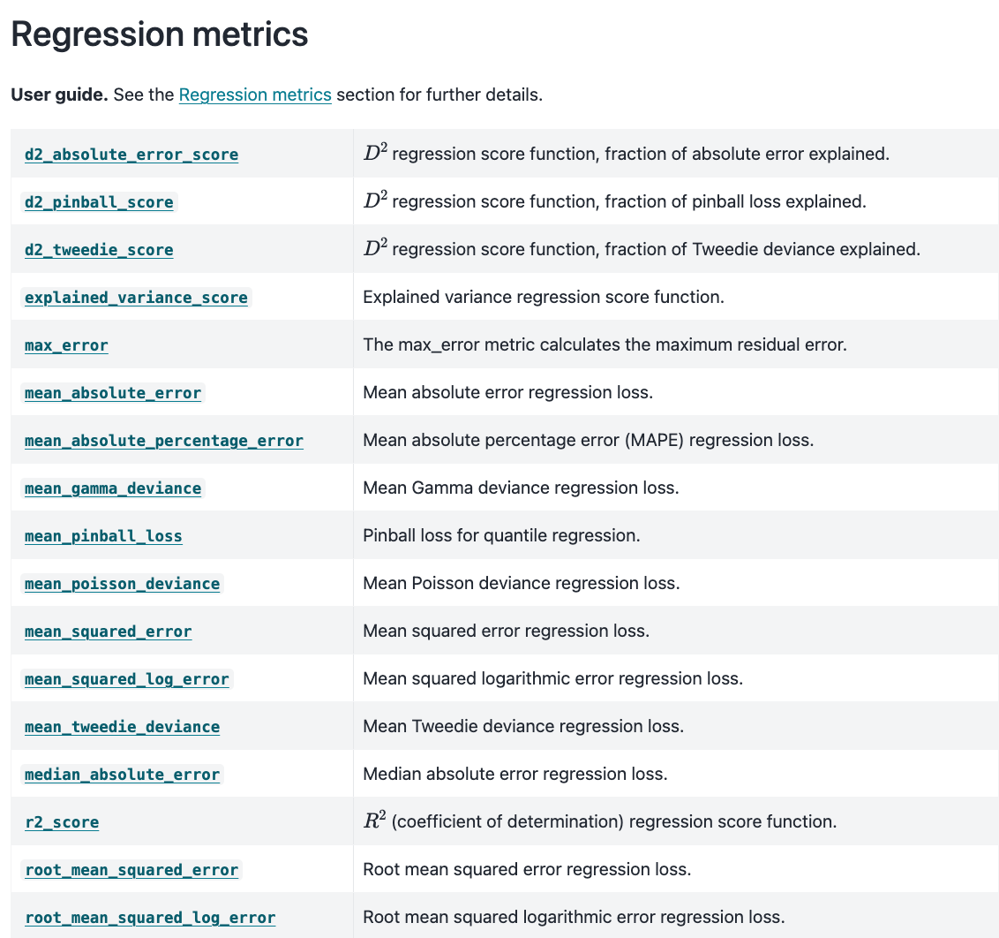 Regression metrics
User guide. See the Regression metrics section for further details.
d2_absolute_error_score D² regression score function, fraction of absolute error explained.
d2_pinball_score D² regression score function, fraction of pinball loss explained.
d2_tweedie_score D² regression score function, fraction of Tweedie deviance explained.
explained_variance_score Explained variance regression score function.
max_error The max_error metric calculates the maximum residual error.
mean_absolute_error Mean absolute error regression loss.
mean_absolute_percentage_error Mean absolute percentage error (MAPE) regression loss.
mean_gamma_deviance Mean Gamma deviance regression loss.
mean_pinball_loss Pinball loss for quantile regression.
mean_poisson_deviance Mean Poisson deviance regression loss.
mean_squared_error Mean squared error regression loss.
mean_squared_log_error Mean squared logarithmic error regression loss.
mean_tweedie_deviance Mean Tweedie deviance regression loss.
median_absolute_error Median absolute error regression loss.
r2_score R² (coefficient of determination) regression score function.
root_mean_squared_error Root mean squared error regression loss.
root_mean_squared_log_error Root mean squared logarithmic error regression loss.